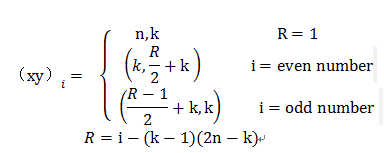 n,k R = 1
（xy）i = (k, R/2 + k) i = even number
((R − 1)/2 + k, k) i = odd number
R = i − (k − 1)(2n − k)↵